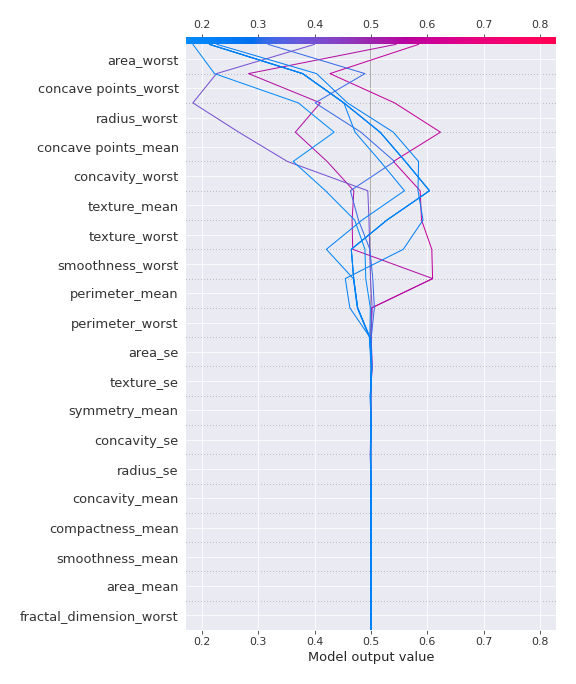 0.2 0.3 0.4 0.5 0.6 0.7 0.8
area_worst
concave points_worst
radius_worst
concave points_mean
concavity_worst
texture_mean
texture_worst
smoothness_worst
perimeter_mean
perimeter_worst
area_se
texture_se
symmetry_mean
concavity_se
radius_se
concavity_mean
compactness_mean
smoothness_mean
area_mean
fractal_dimension_worst
0.2 0.3 0.4 0.5 0.6 0.7 0.8
Model output value